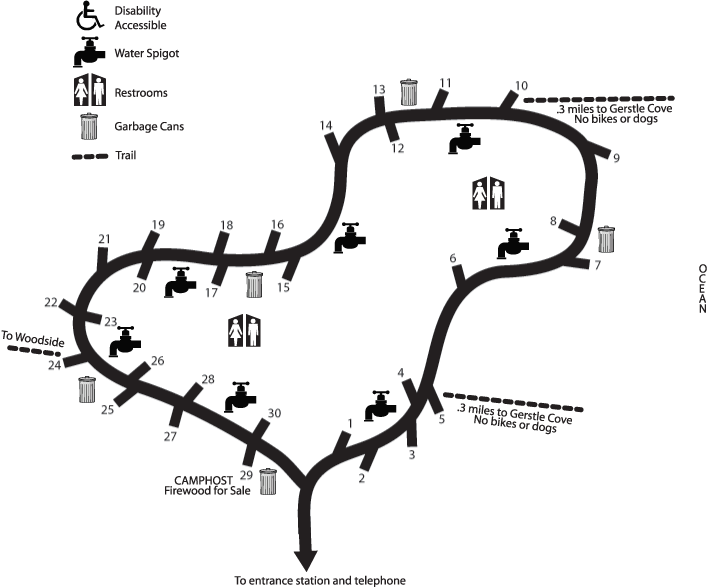 Disability
Accessible
Water Spigot
Restrooms
Garbage Cans
Trail
10
11
13
.3 miles to Gerstle Cove
No bikes or dogs
14
12
9
8
7
6
OCEAN
21
19
18
16
20
17
15
22
23
To Woodside
24
26
25
28
27
30
29
CAMPHOST
Firewood for Sale
1
2
4
3
5
.3 miles to Gerstle Cove
No bikes or dogs
To entrance station and telephone